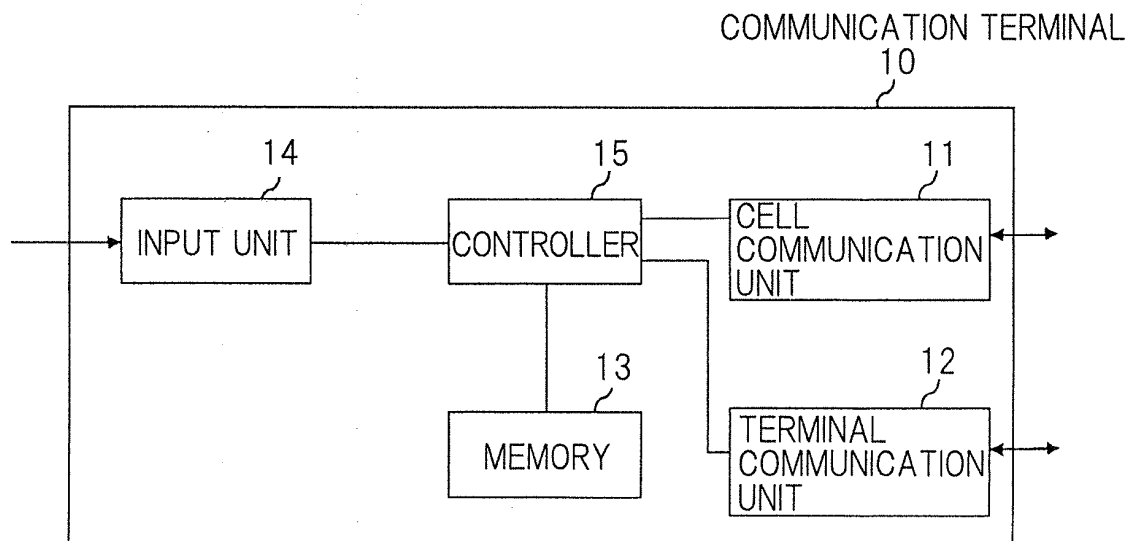 COMMUNICATION TERMINAL
10
14
15
11
INPUT UNIT
CONTROLLER
CELL
COMMUNICATION
UNIT
13
12
MEMORY
TERMINAL
COMMUNICATION
UNIT